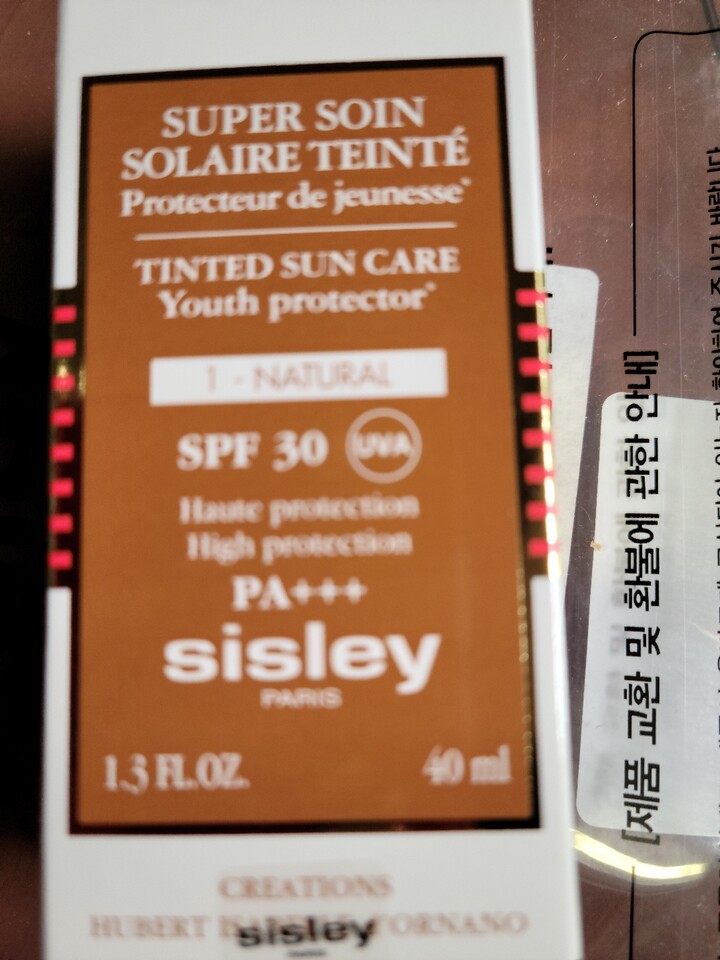 SUPER SOIN
SOLAIRE TEINTÉ
Protecteur de jeunesse*
TINTED SUN CARE
Youth protector*
1 - NATURAL
SPF 30 UVA
Haute protection
High protection
PA+++
sisley
PARIS
1.3 FL.OZ. 40 ml
CREATIONS
HUBERT D'ORNANO
sisley
[제품 교환 및 환불에 관한 안내]